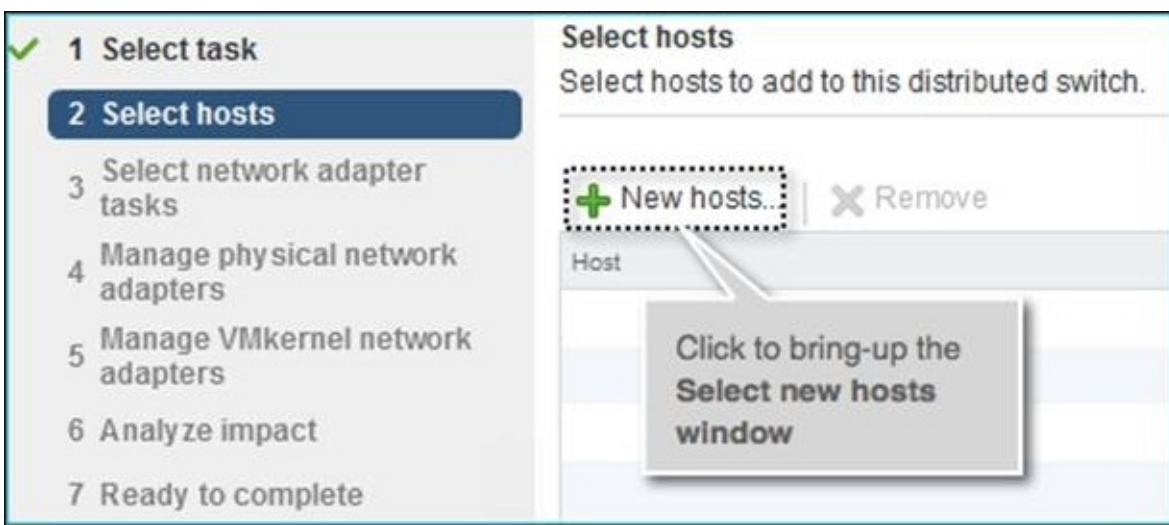 1 Select task
2 Select hosts
3 Select network adapter
tasks
4 Manage physical network
adapters
5 Manage VMkernel network
adapters
6 Analyze impact
7 Ready to complete
Select hosts
Select hosts to add to this distributed switch.
New hosts... Remove
Host
Click to bring-up the
Select new hosts
window